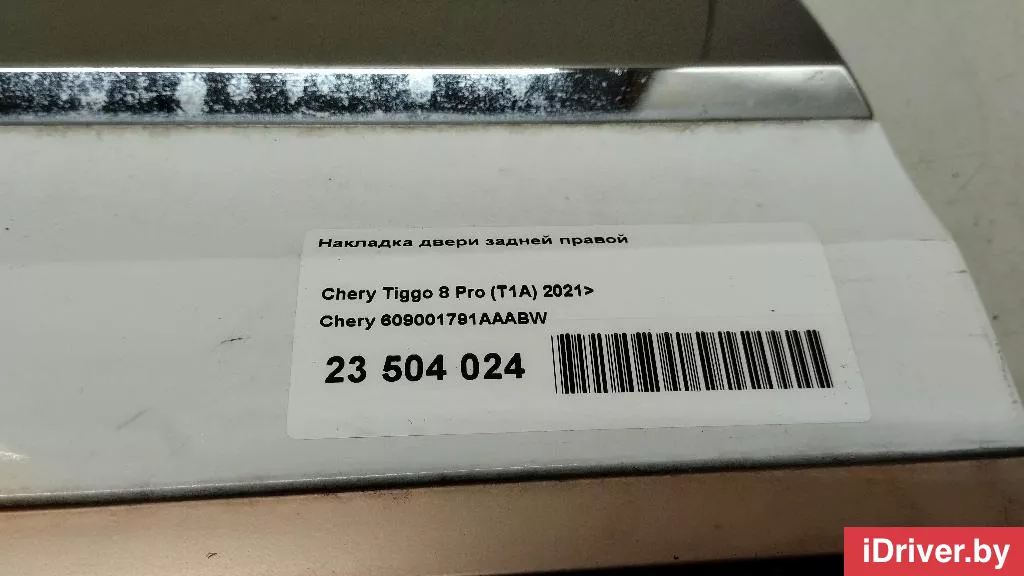 Накладка двери задней правой
Chery Tiggo 8 Pro (T1A) 2021>
Chery 609001791AAABW
23 504 024
iDriver.by